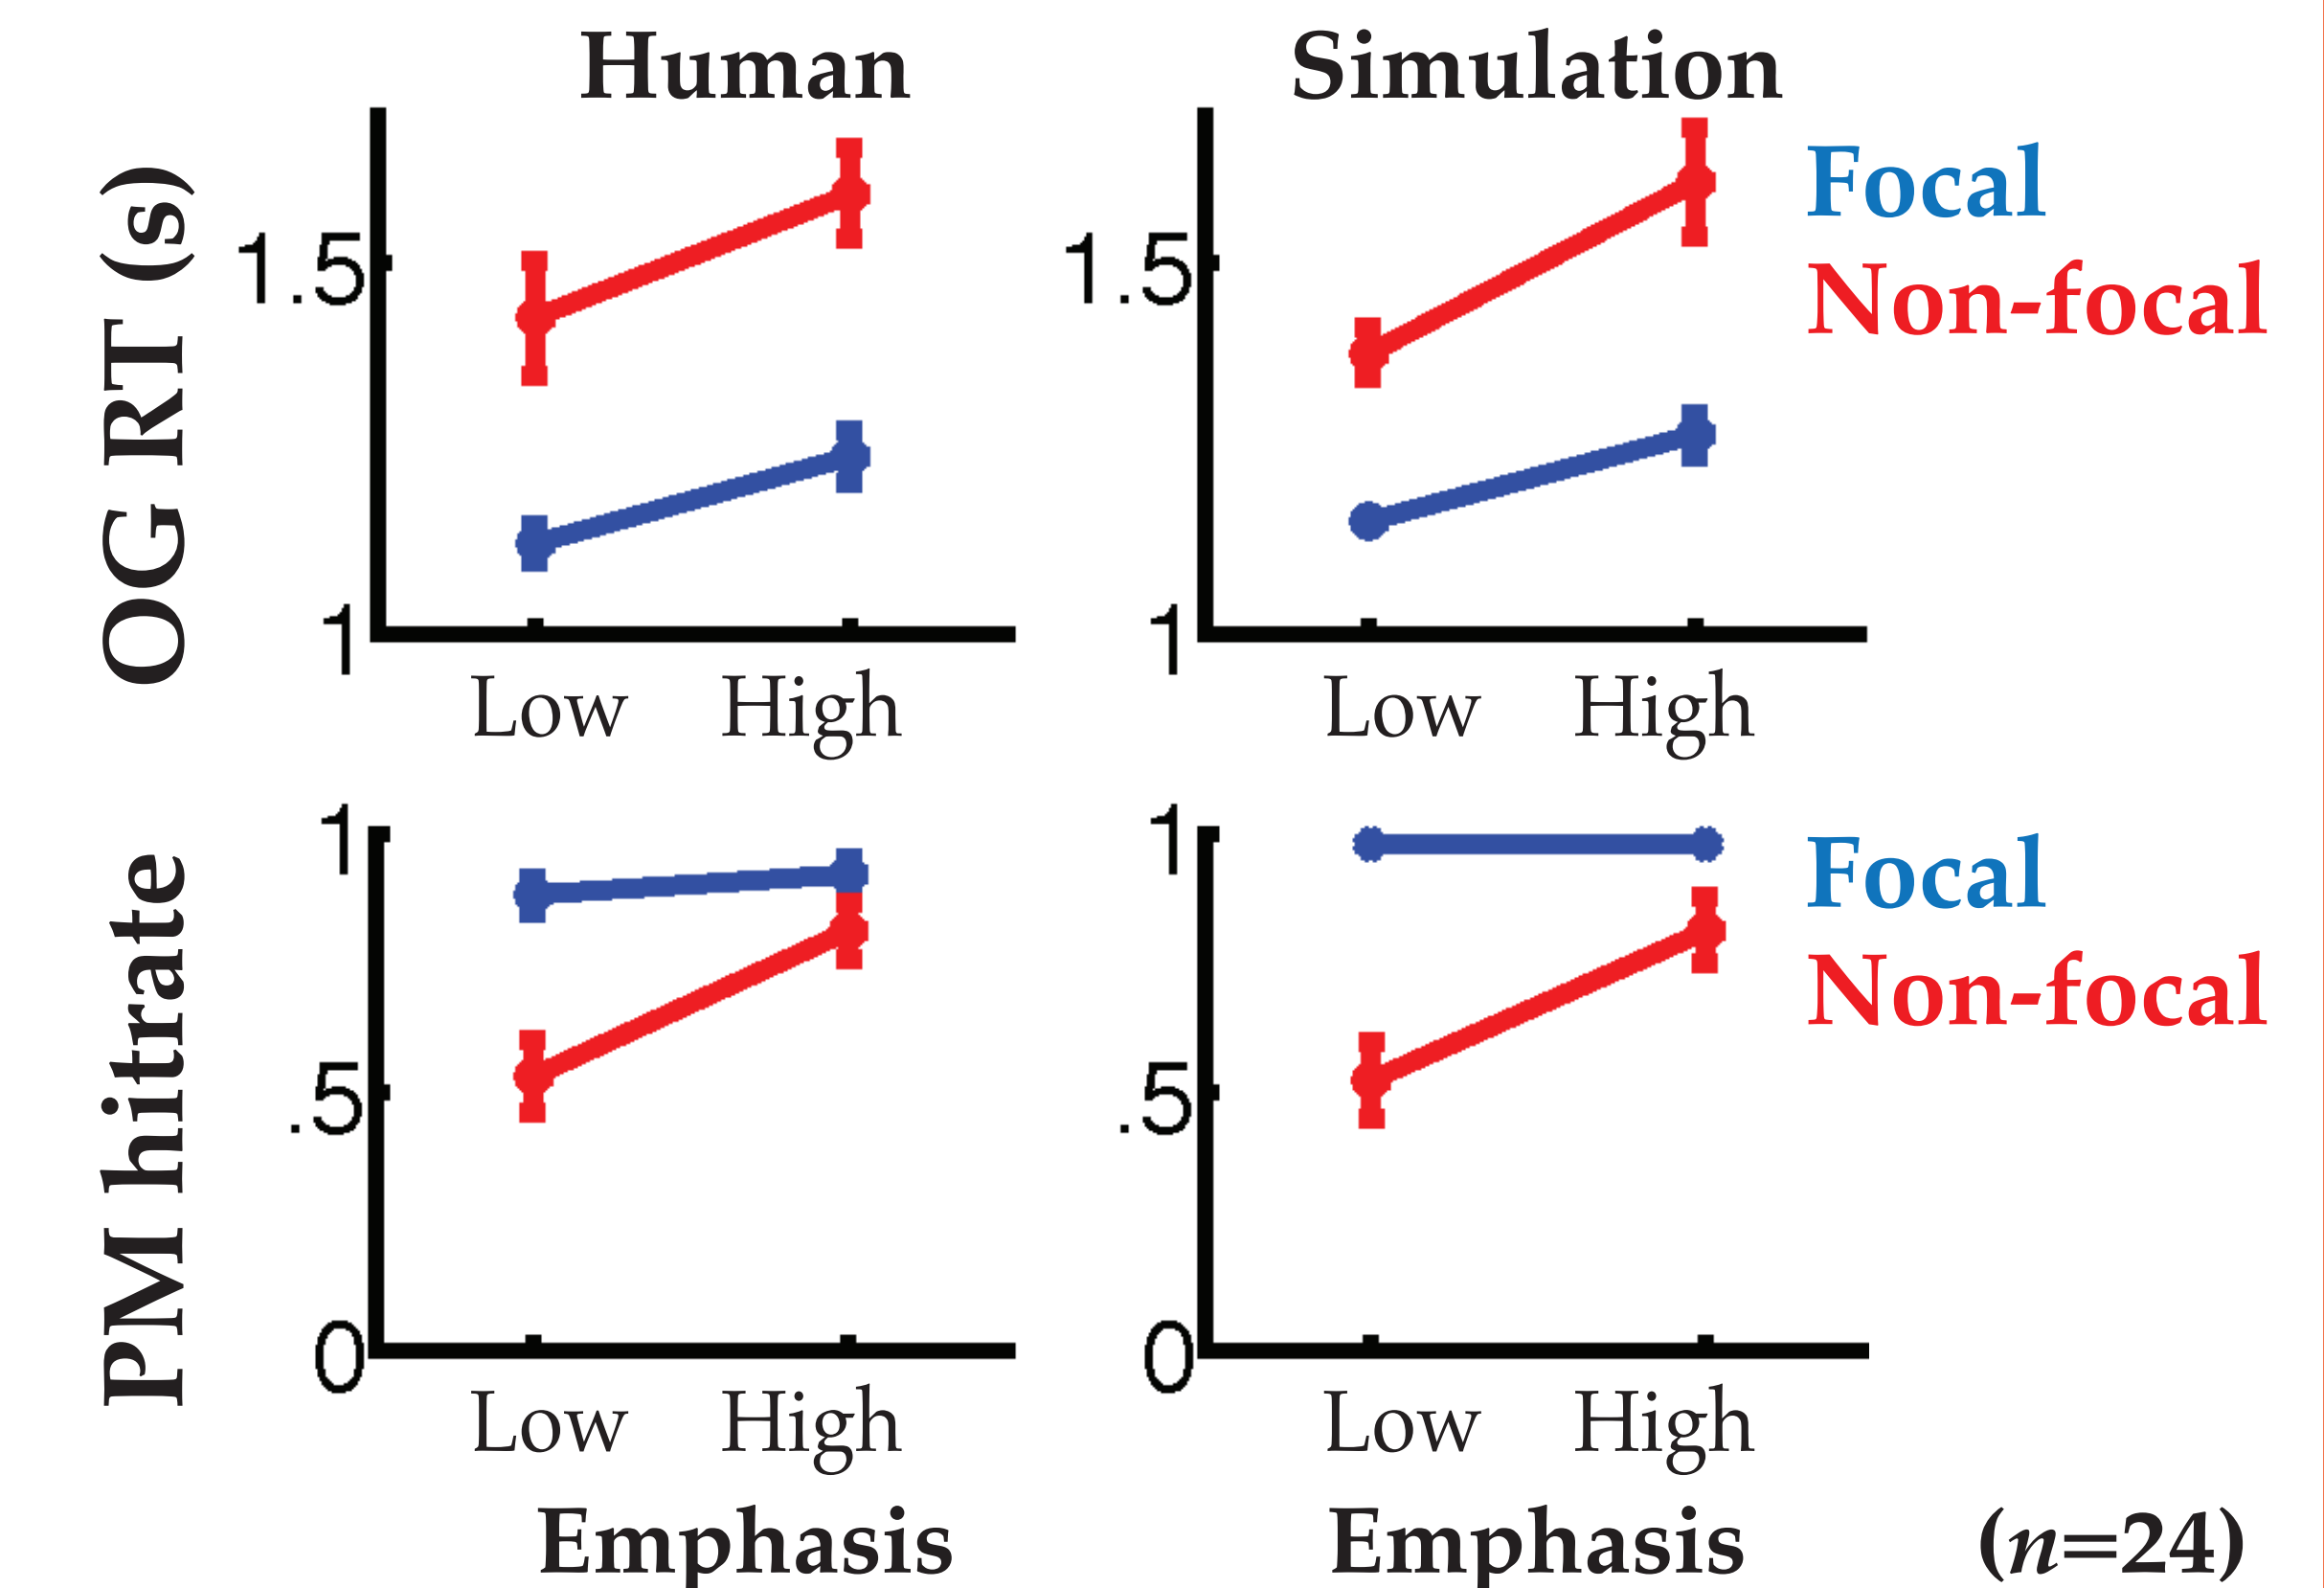 Human
Simulation
OG RT (s)
1.5
1
Low High
1.5
1
Low High
Focal
Non-focal
PM hitrate
1
.5
0
Low High
Emphasis
1
.5
0
Low High
Emphasis
Focal
Non-focal
(n=24)